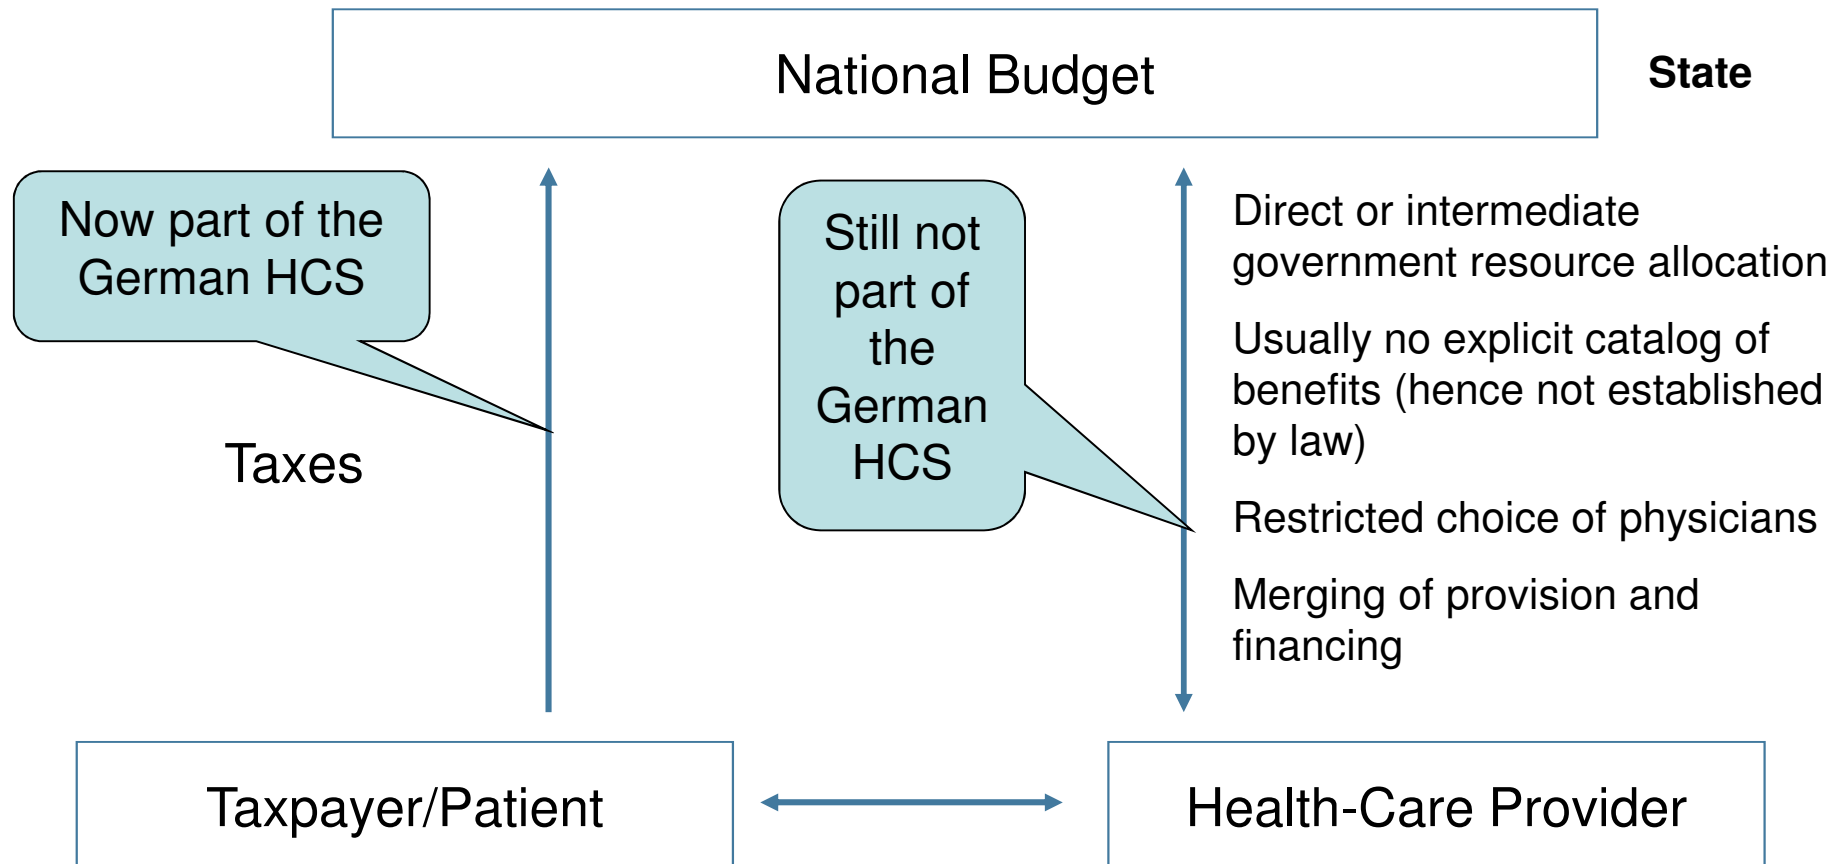 National Budget
State
Now part of the
German HCS
Still not
part of
the
German
HCS
Direct or intermediate
government resource allocation
Usually no explicit catalog of
benefits (hence not established
by law)
Restricted choice of physicians
Merging of provision and
financing
Taxes
Taxpayer/Patient
Health-Care Provider